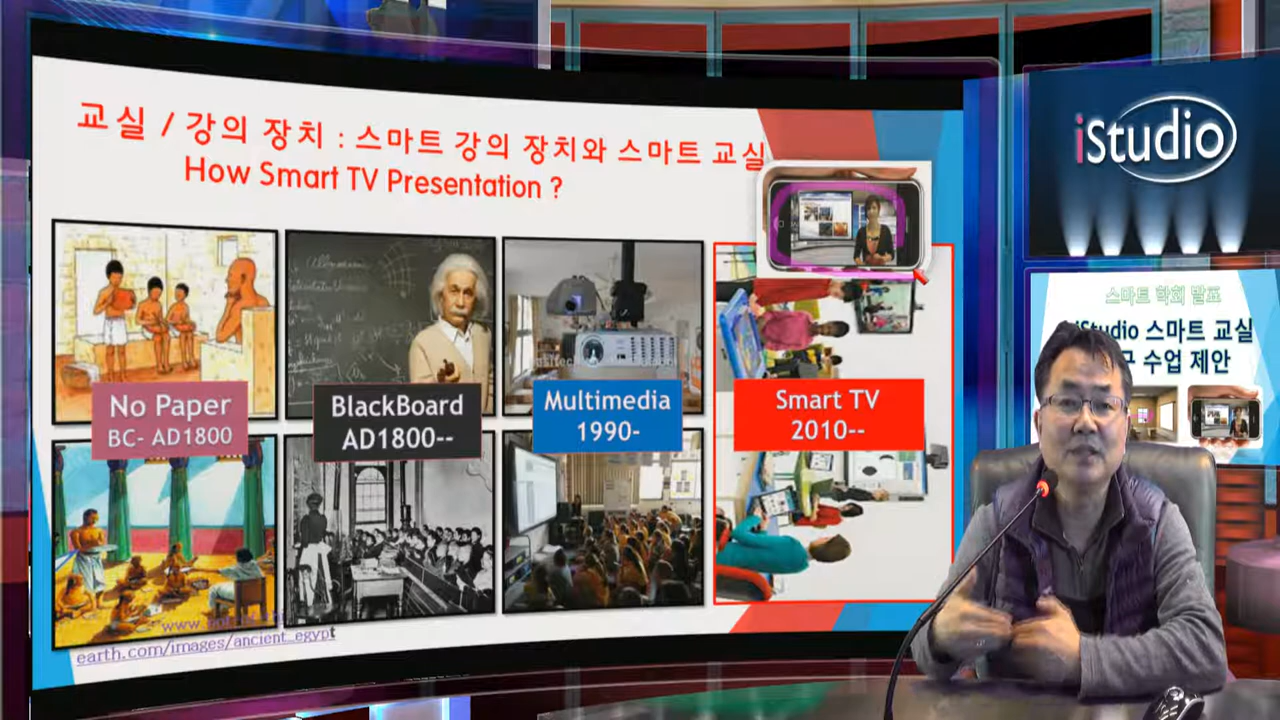 교실 / 강의 장치 : 스마트 강의 장치와 스마트 교실
How Smart TV Presentation ?
iStudio
스마트 학회 발표
iStudio 스마트 교실
수업 제안
No Paper
BC- AD1800
BlackBoard
AD1800--
Multimedia
1990-
Smart TV
2010--
earth.com/images/ancient_egypt